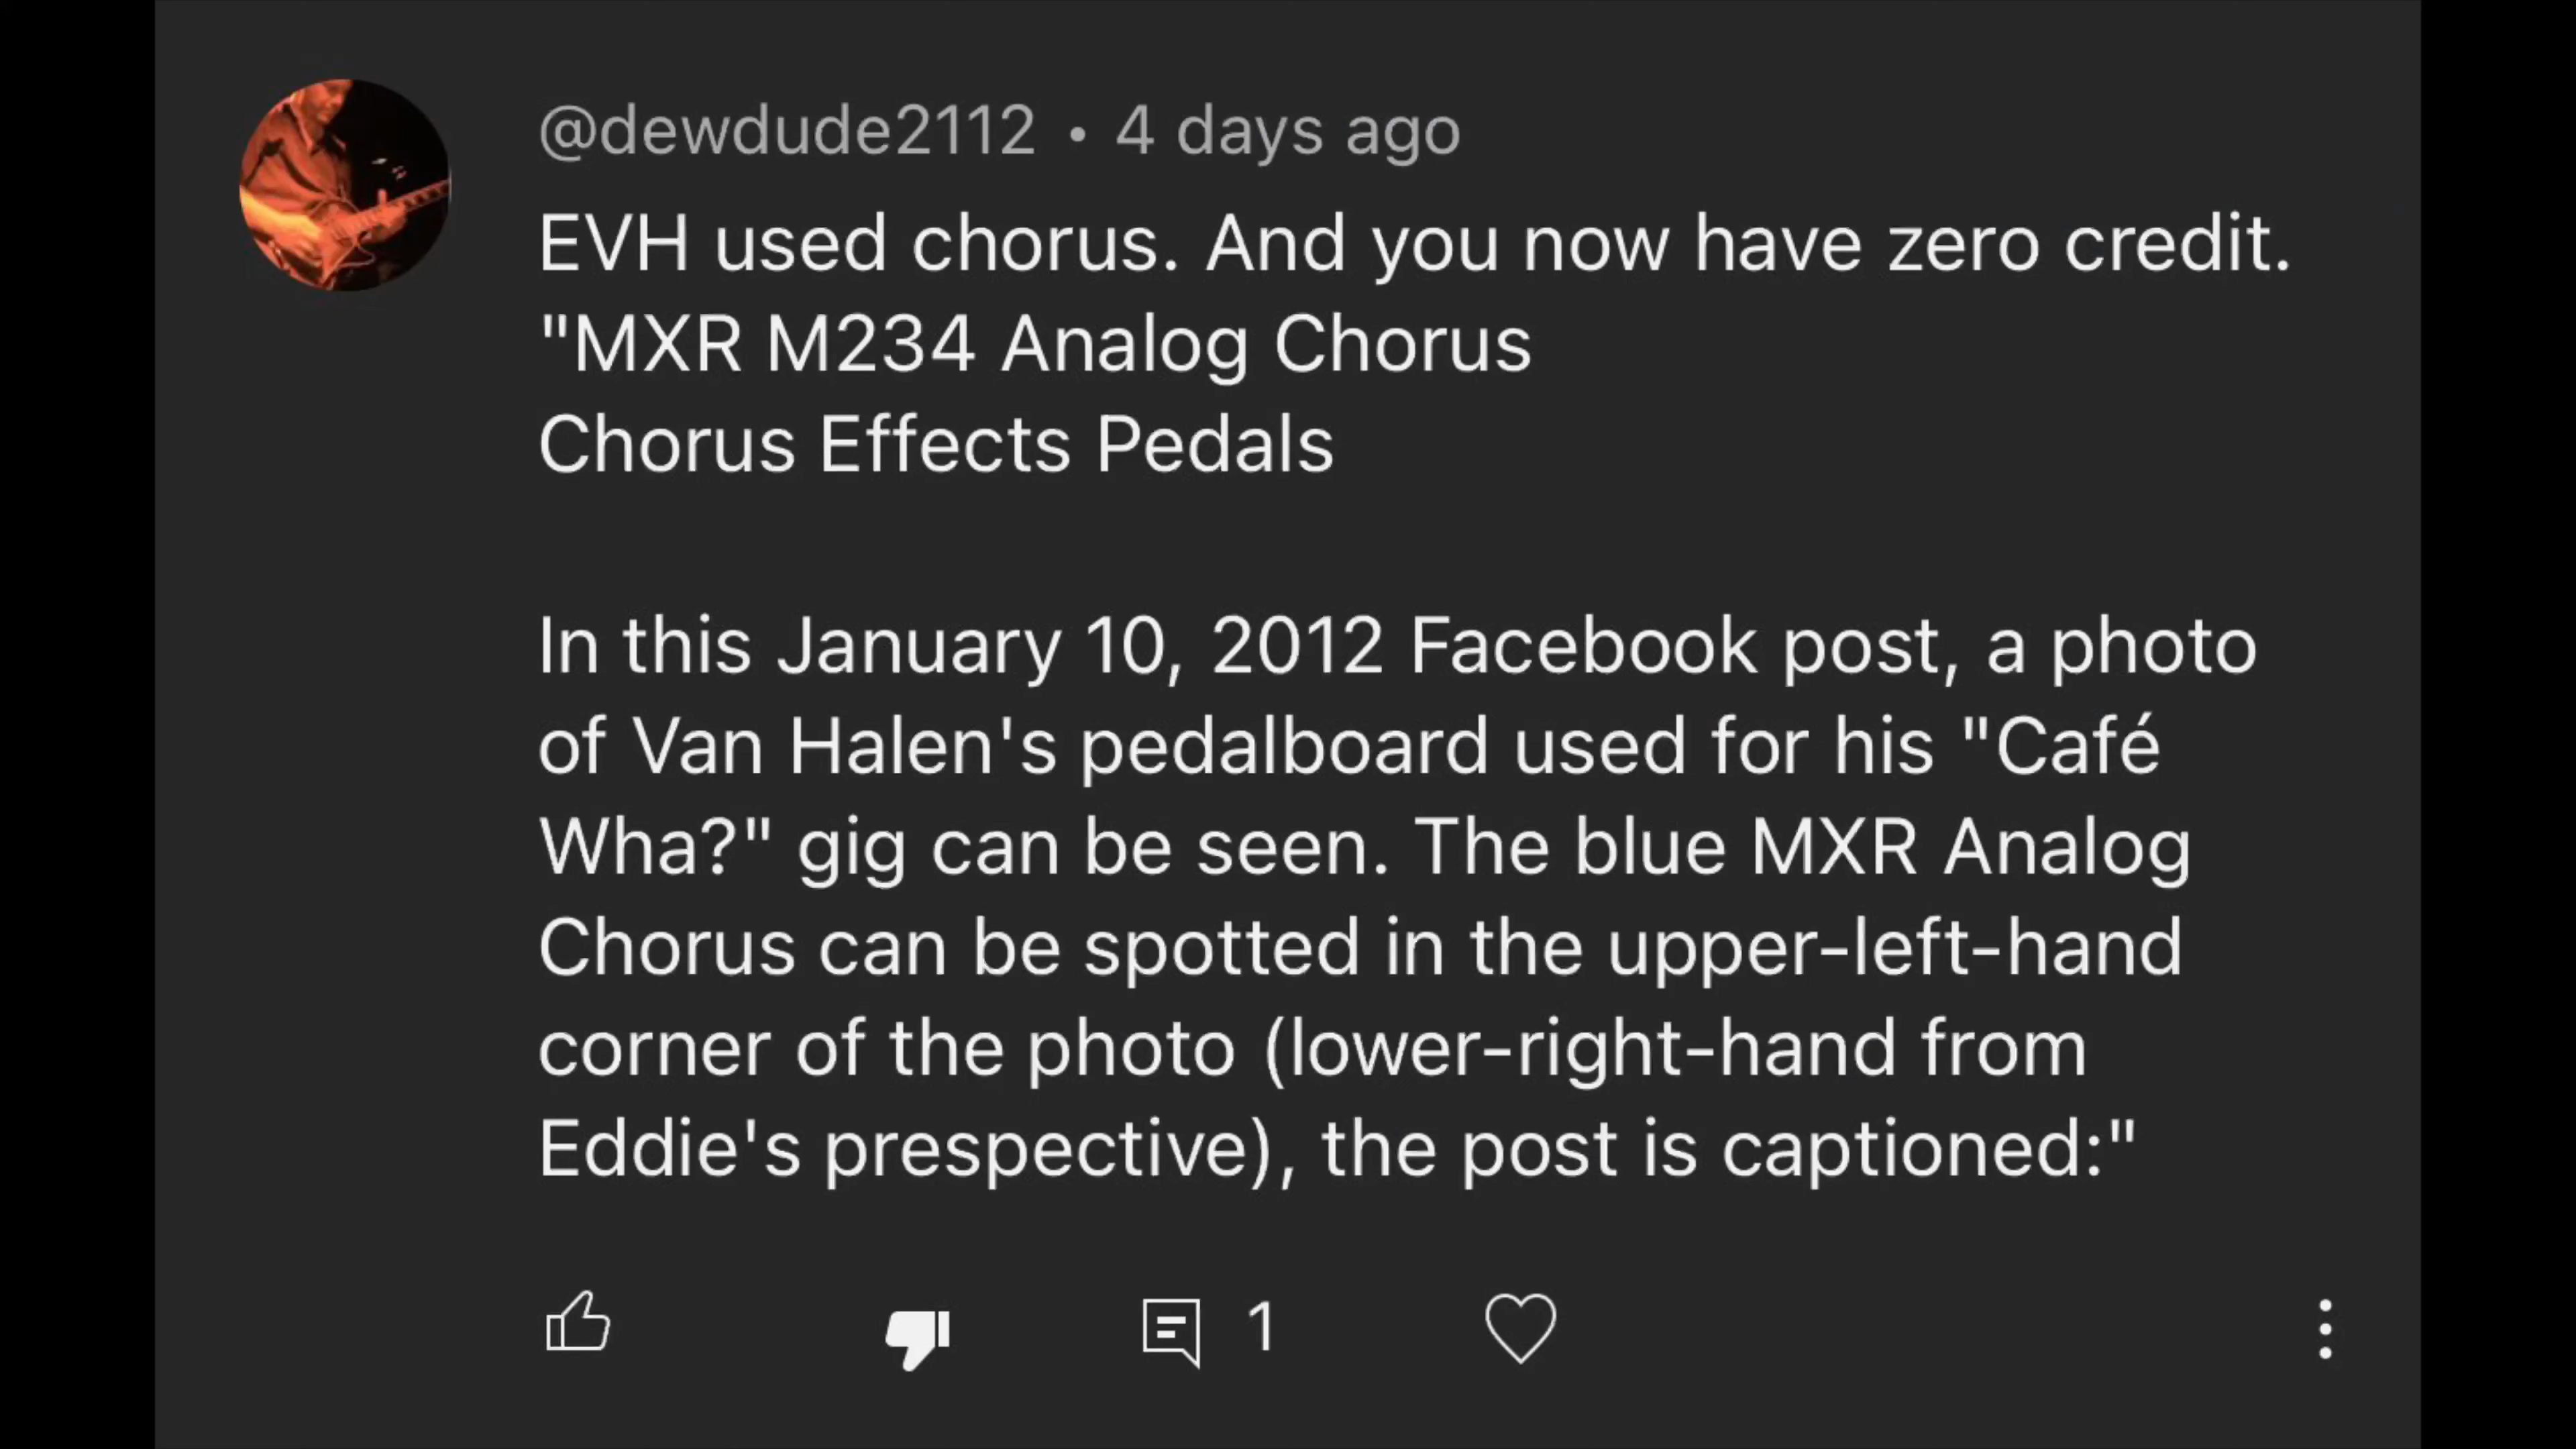 @dewdude2112 • 4 days ago
EVH used chorus. And you now have zero credit.
"MXR M234 Analog Chorus
Chorus Effects Pedals
In this January 10, 2012 Facebook post, a photo
of Van Halen's pedalboard used for his "Café
Wha?" gig can be seen. The blue MXR Analog
Chorus can be spotted in the upper-left-hand
corner of the photo (lower-right-hand from
Eddie's prespective), the post is captioned:"
1